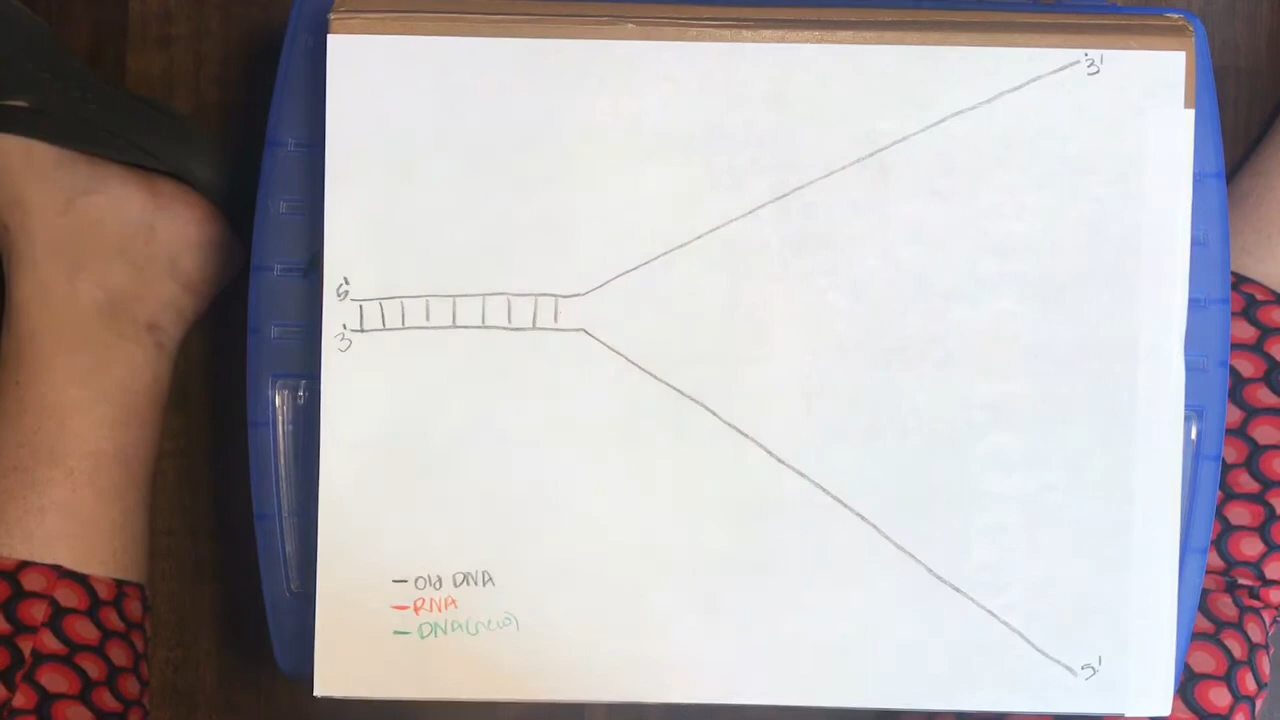 3'
5'
3'
5'
- Old DNA
- RNA
- DNA(new)